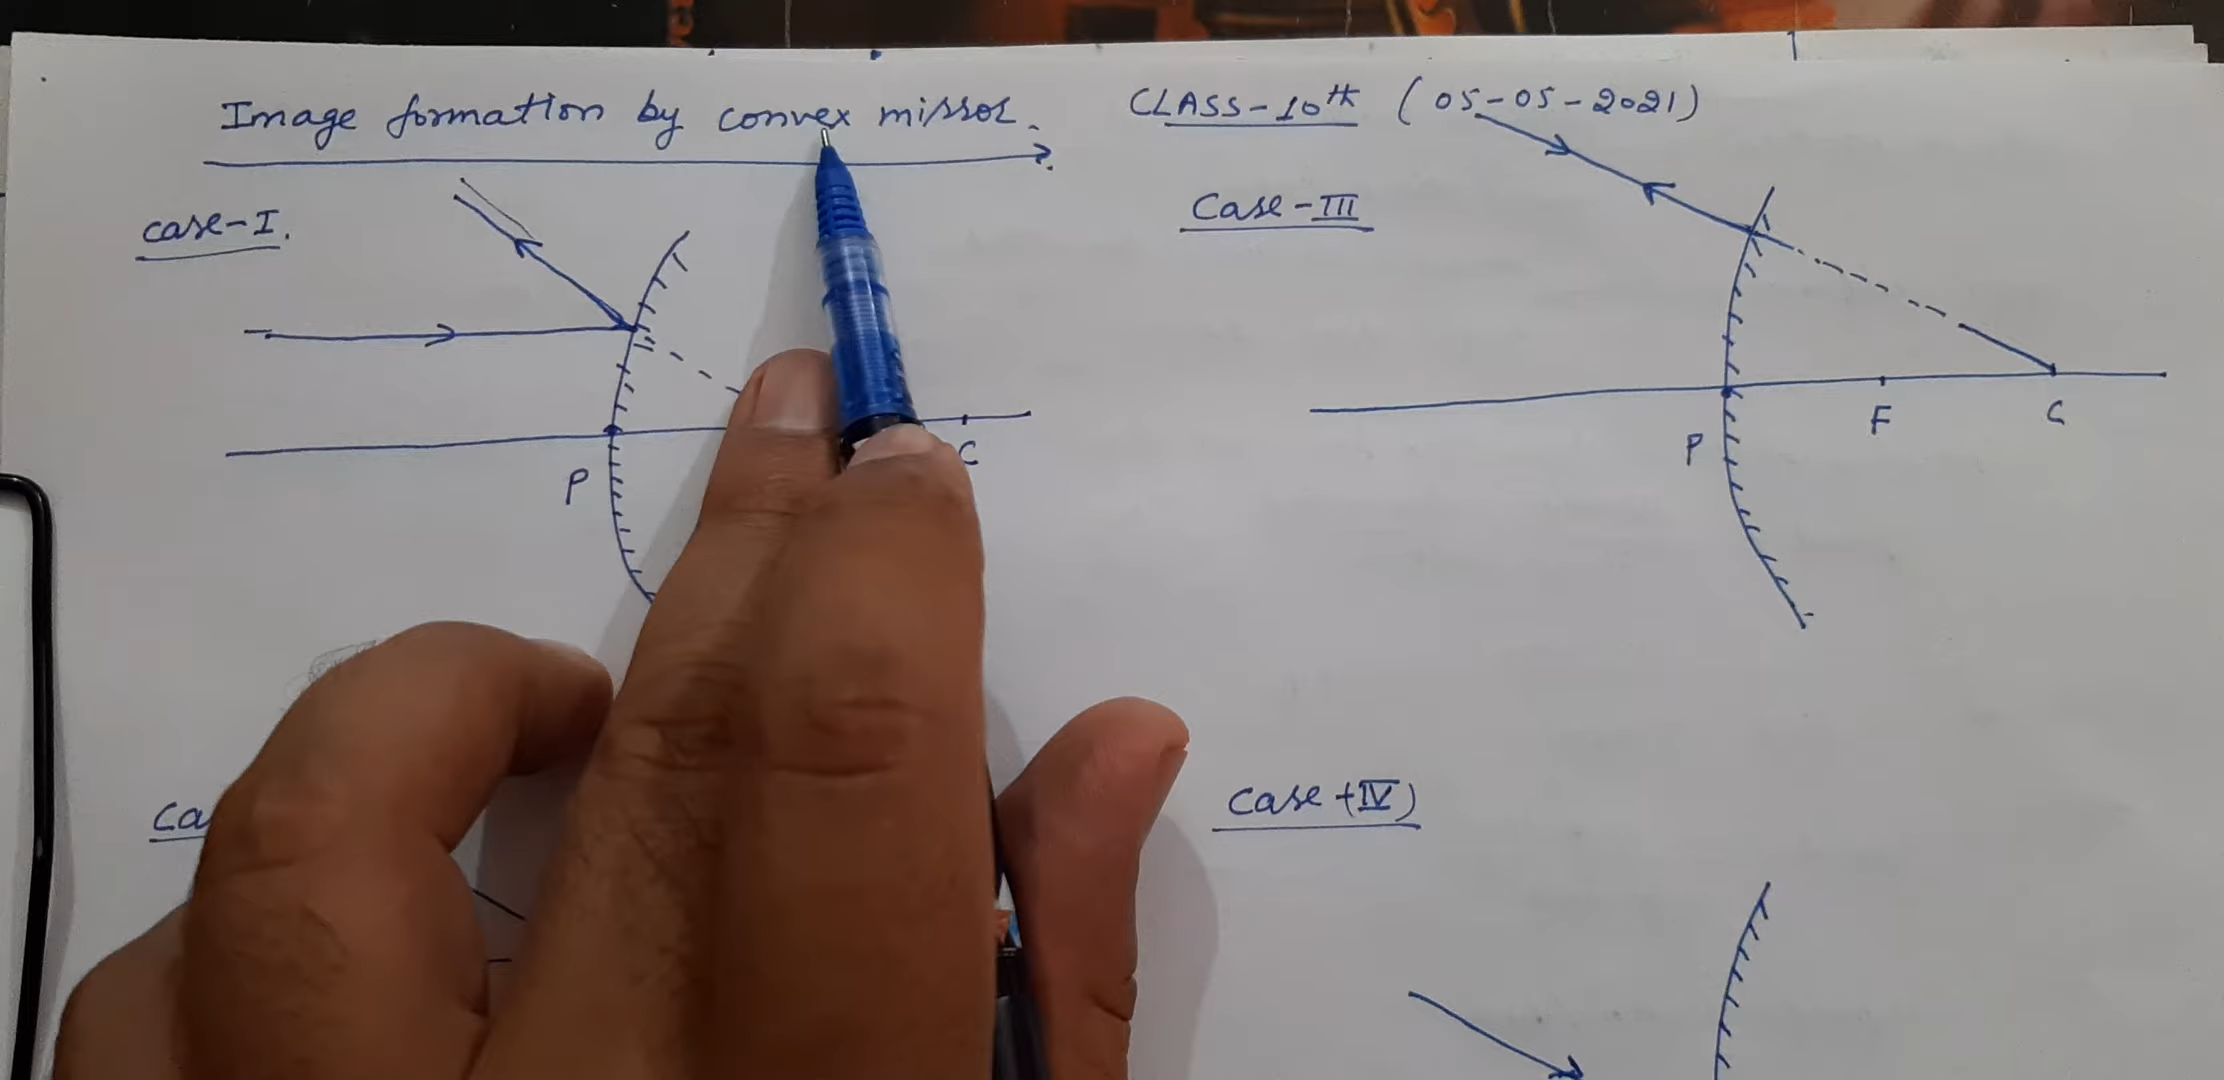 Image formation by convex mirror.
CLASS-10th (05-05-2021)
case-I.
P
C
Case-III
P
F
C
Case (IV)